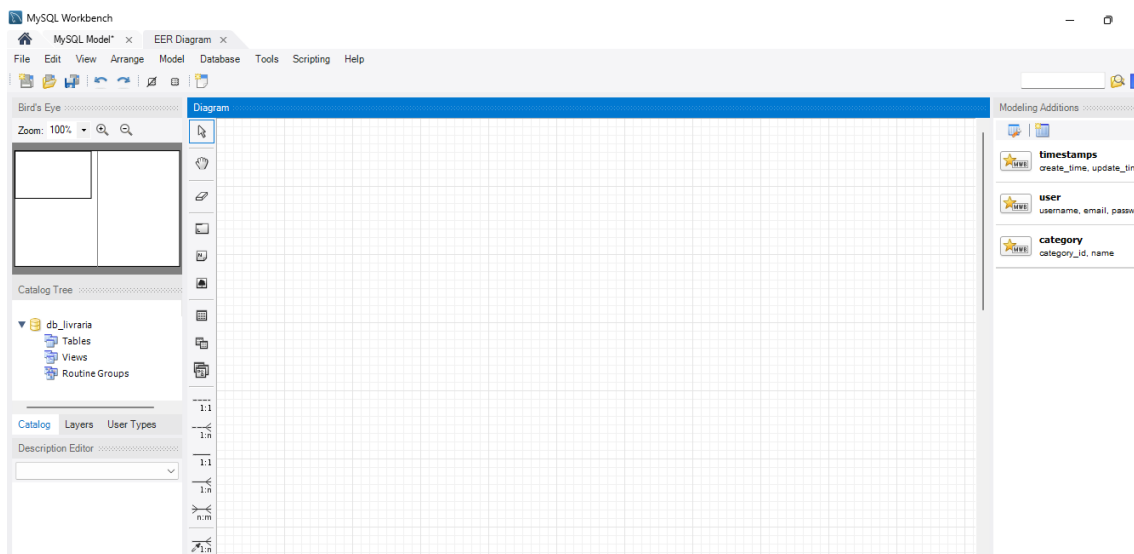 MySQL Workbench
MySQL Model* × EER Diagram ×
File Edit View Arrange Model Database Tools Scripting Help
Bird's Eye
Zoom: 100%
Diagram
Modeling Additions
timestamps
create_time, update_tim
user
username, email, passw
category
category_id, name
Catalog Tree
db_livraria
Tables
Views
Routine Groups
Catalog Layers User Types
Description Editor
1:1
1:n
1:1
1:n
n:m
1:n